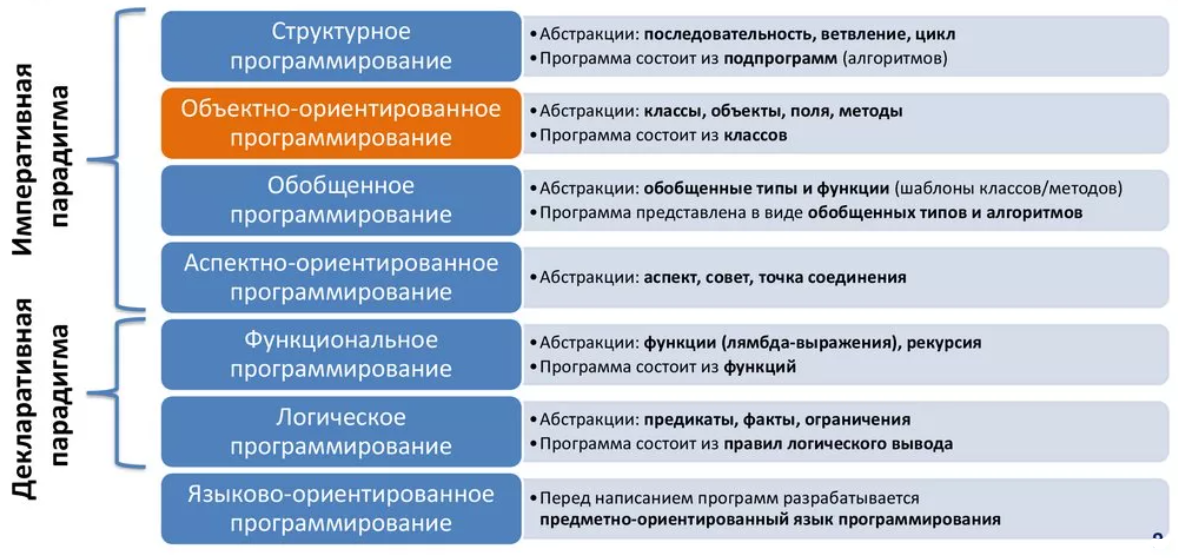 Императивная
парадигма
Структурное
программирование
•Абстракции: последовательность, ветвление, цикл
•Программа состоит из подпрограмм (алгоритмов)
Объектно-ориентированное
программирование
•Абстракции: классы, объекты, поля, методы
•Программа состоит из классов
Обобщенное
программирование
•Абстракции: обобщенные типы и функции (шаблоны классов/методов)
•Программа представлена в виде обобщенных типов и алгоритмов
Аспектно-ориентированное
программирование
•Абстракции: аспект, совет, точка соединения
Декларативная
парадигма
Функциональное
программирование
•Абстракции: функции (лямбда-выражения), рекурсия
•Программа состоит из функций
Логическое
программирование
•Абстракции: предикаты, факты, ограничения
•Программа состоит из правил логического вывода
Языково-ориентированное
программирование
•Перед написанием программ разрабатывается
предметно-ориентированный язык программирования